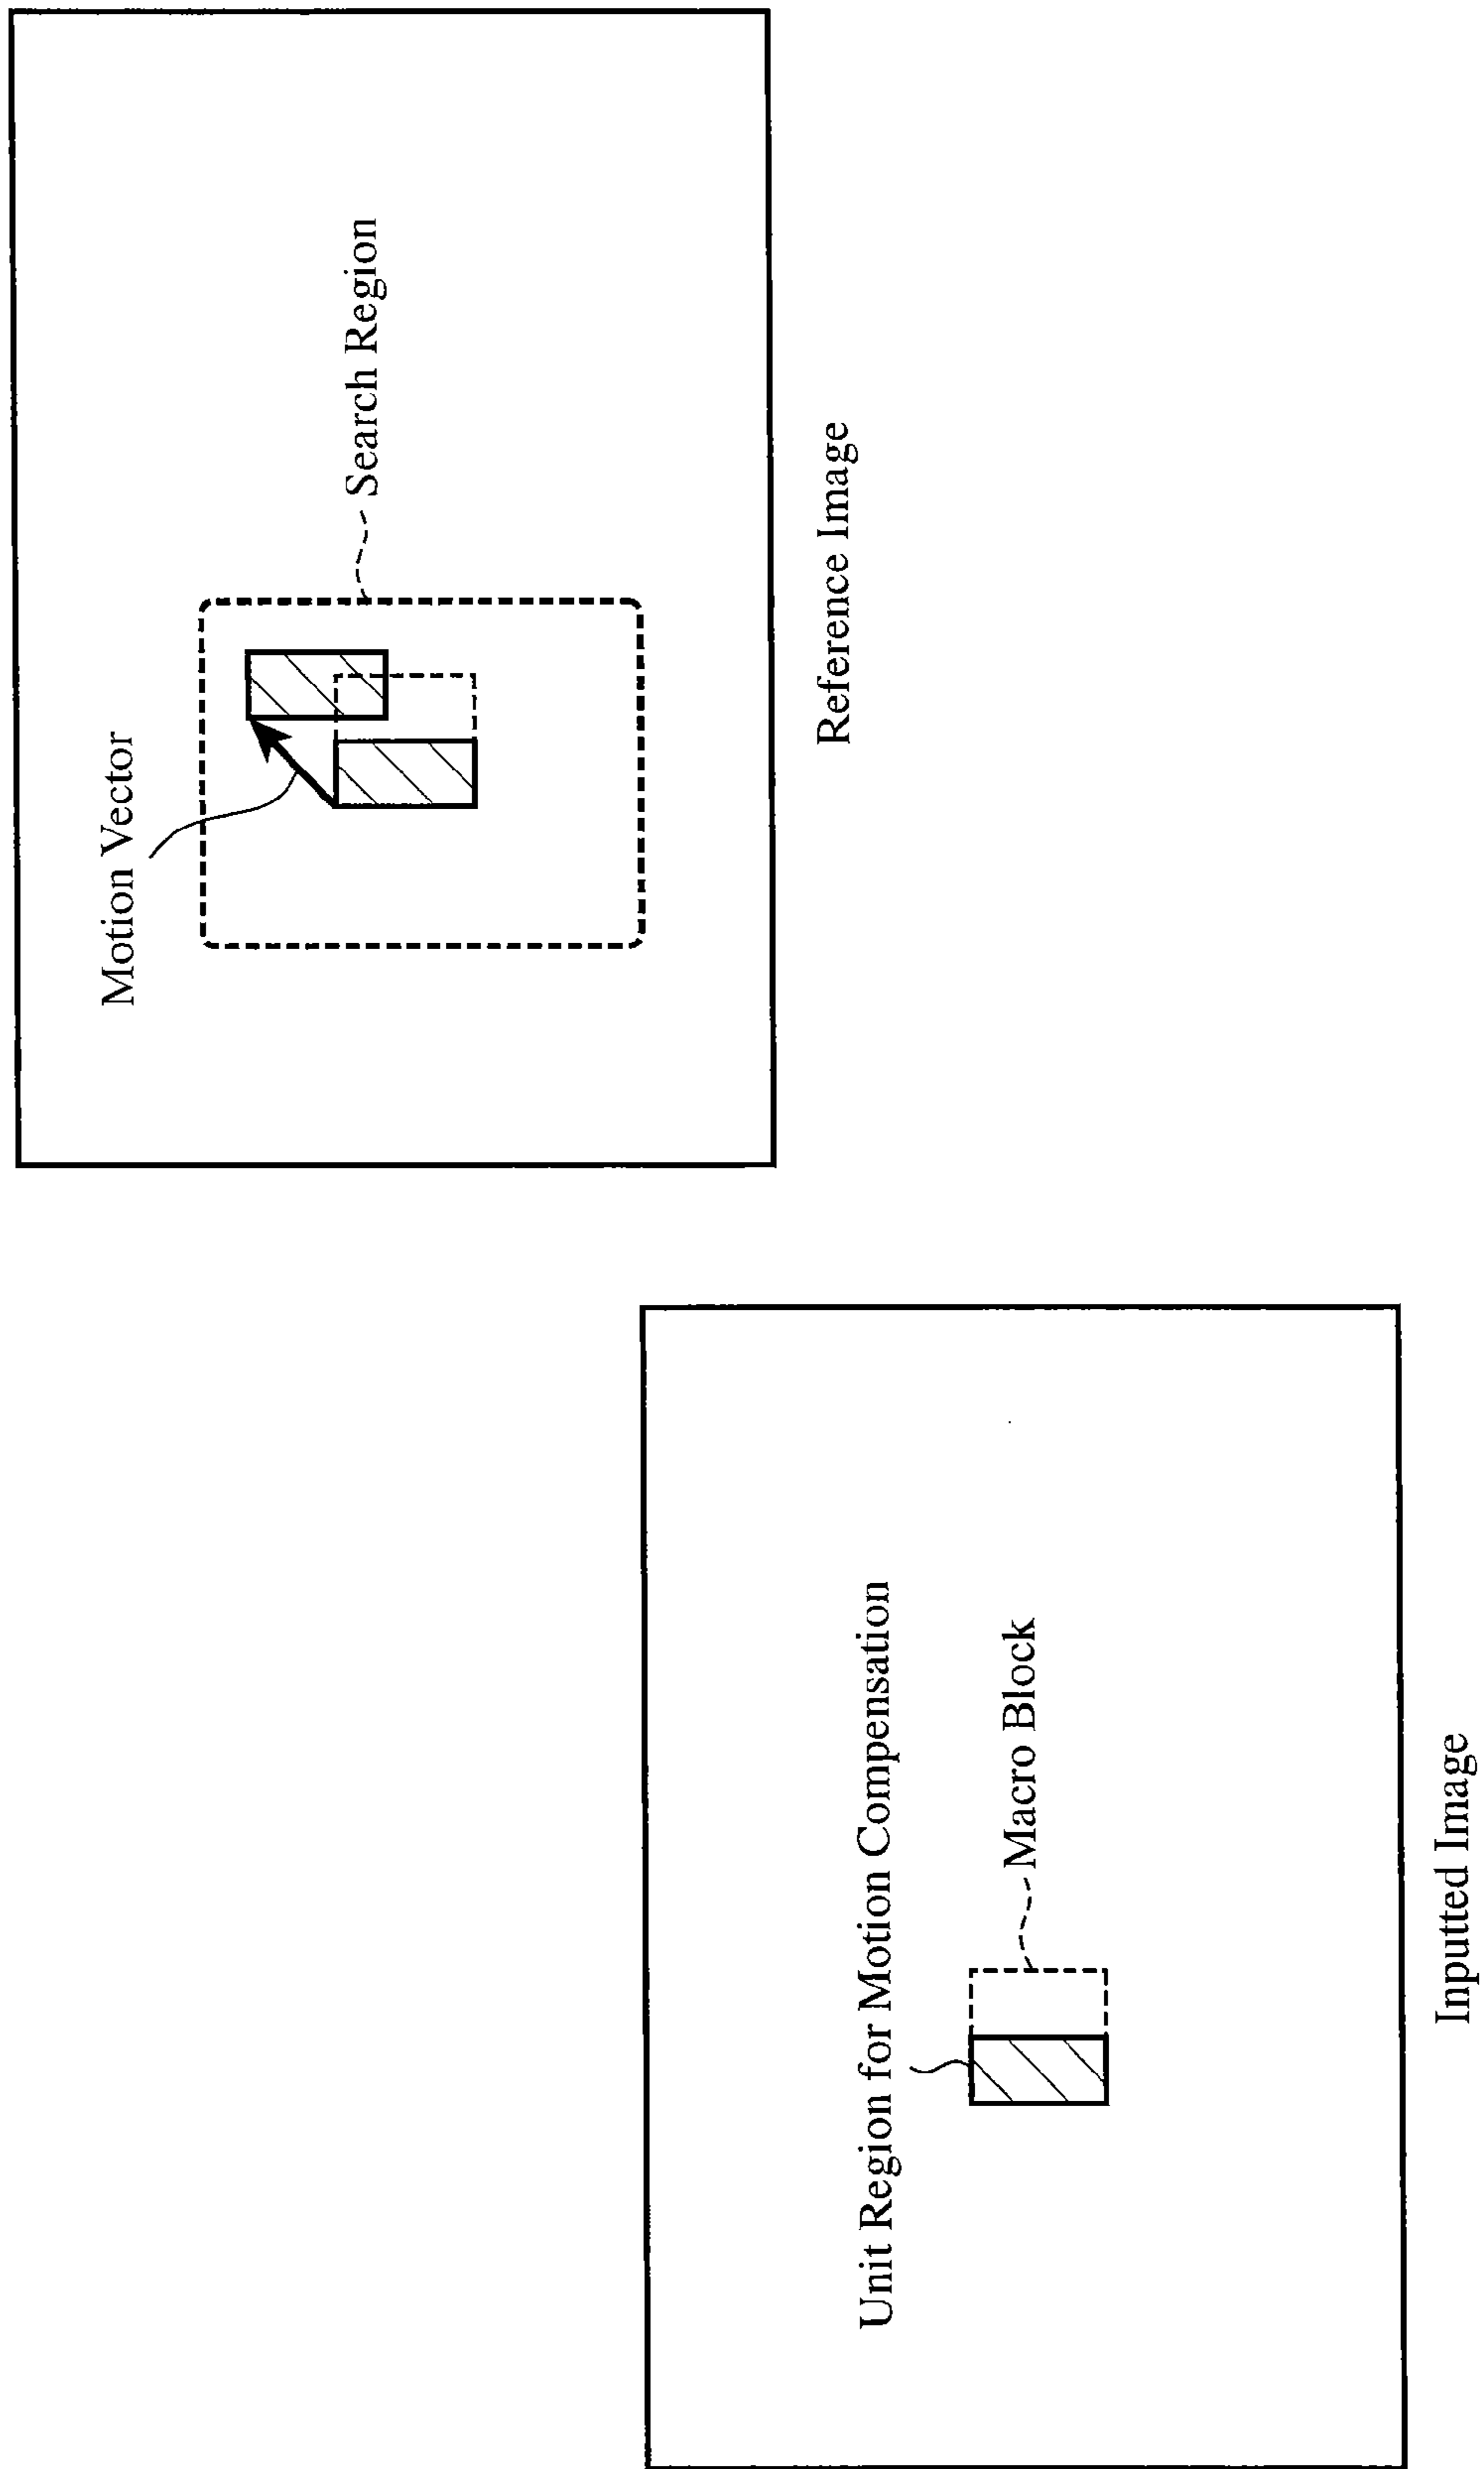 Motion Vector
Search Region
Reference Image
Unit Region for Motion Compensation
Macro Block
Inputted Image